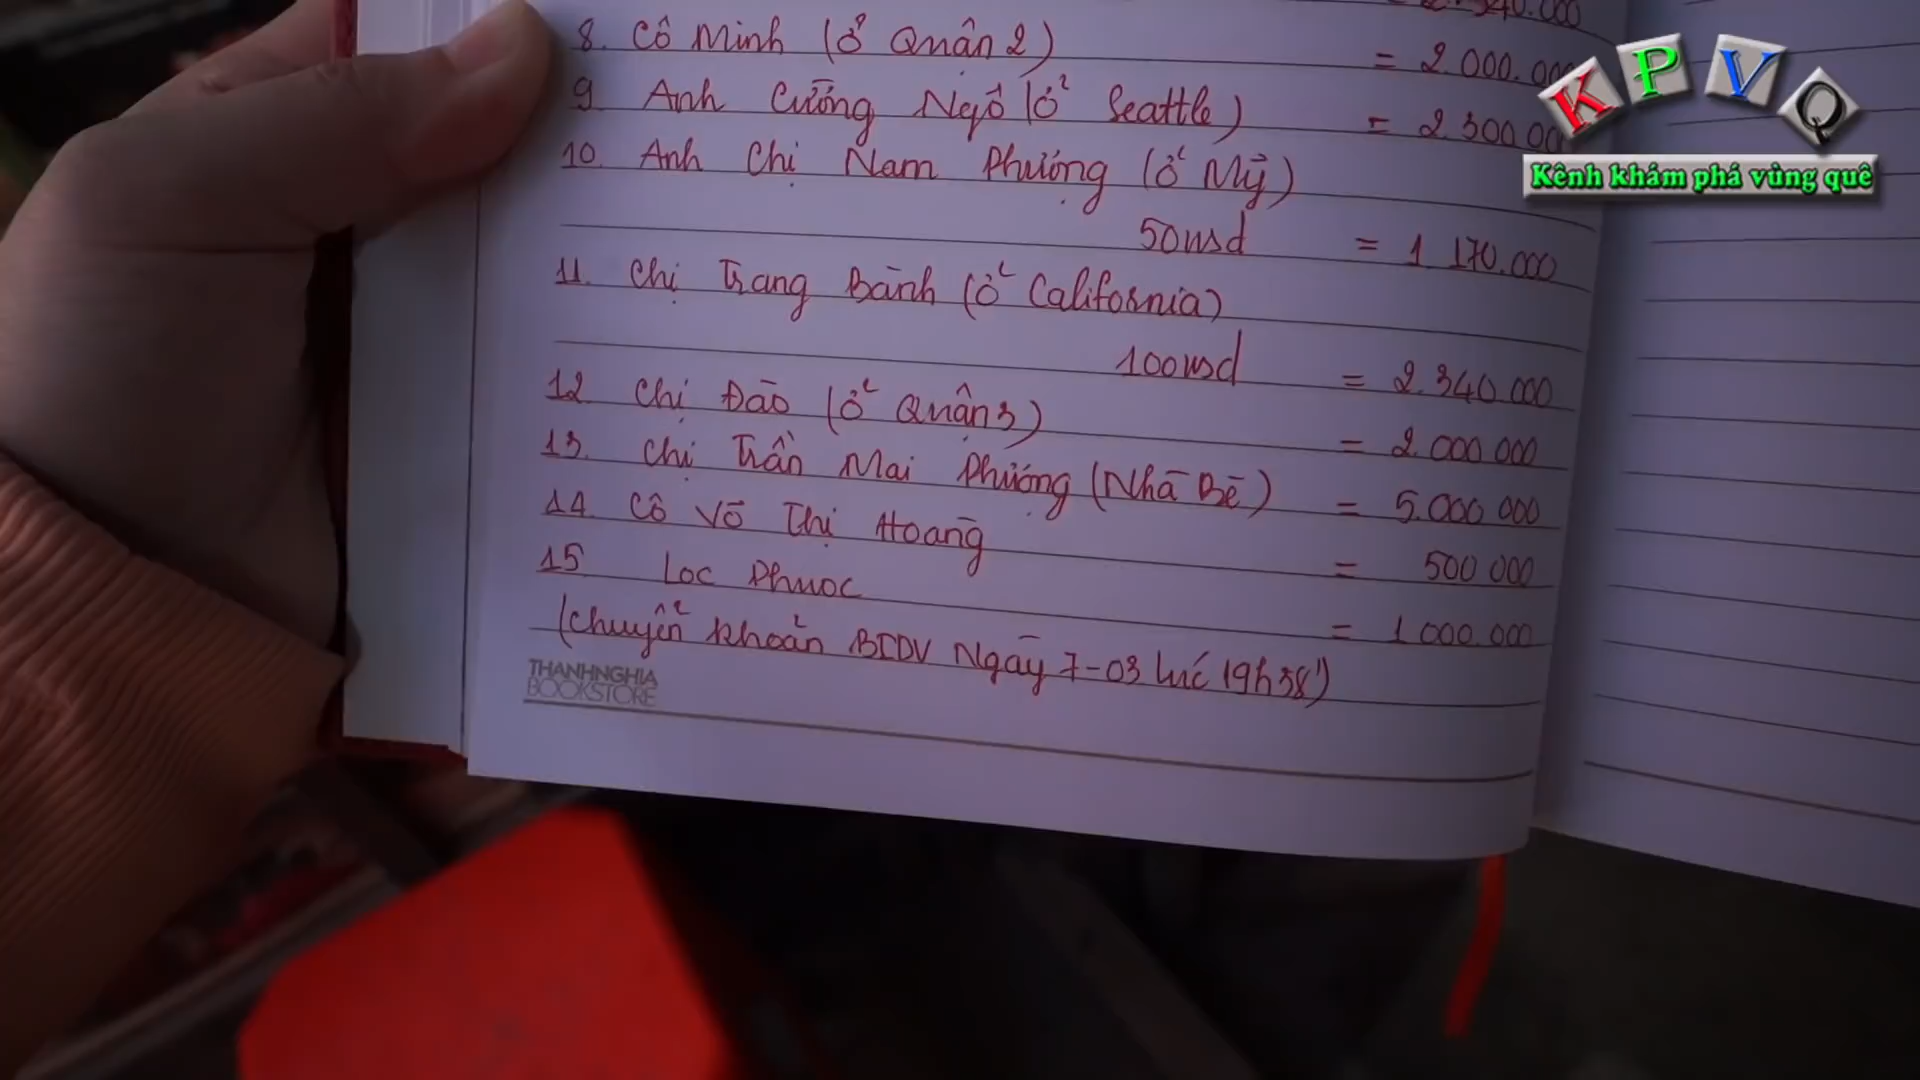 8. Cô Minh (ở Quận 2) = 2.000.000
9. Anh Cường Ngô (ở Seattle) = 2.300.00
10. Anh Chị Nam Phương (ở Mỹ)
50usd = 1.170.000
11. Chị Trang Bành (ở California)
100usd = 2.340.000
12. Chị Đào (ở Quận 3) = 2.000.000
13. Chị Trần Mai Phượng (Nhà Bè) = 5.000.000
14. Cô Võ Thị Hoàng = 500.000
15 Loc Phuoc = 1.000.000
(chuyển khoản BIDV Ngày 7-03 lúc 19h38')
THANHNGHIA
BOOKSTORE
KPVQ
Kênh khám phá vùng quê